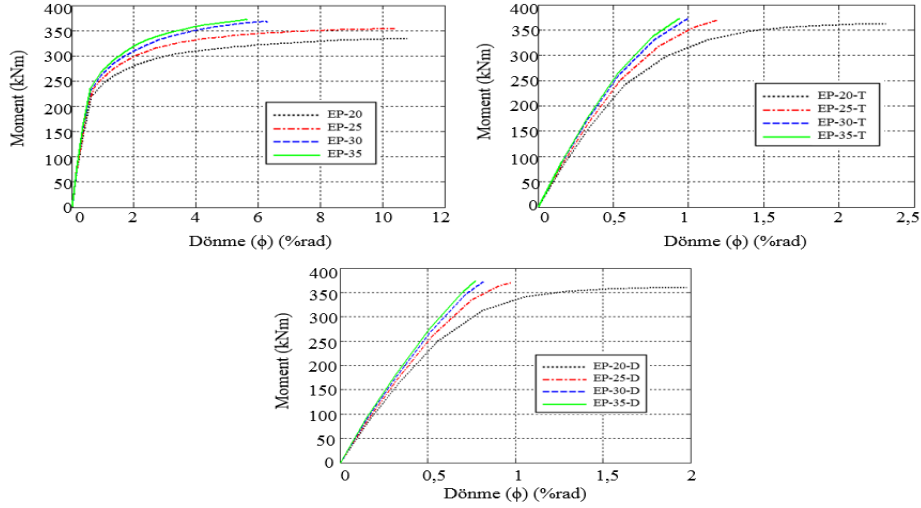 400
350
300
250
200
150
100
50
0
Moment (kNm)
EP-20
EP-25
EP-30
EP-35
0
2
4
6
8
10
12
Dönme (ϕ) (%rad)
400
350
300
250
200
150
100
50
0
Moment (kNm)
EP-20-T
EP-25-T
EP-30-T
EP-35-T
0
0,5
1
1,5
2
2,5
Dönme (ϕ) (%rad)
400
350
300
250
200
150
100
50
0
Moment (kNm)
EP-20-D
EP-25-D
EP-30-D
EP-35-D
0
0,5
1
1,5
2
Dönme (ϕ) (%rad)